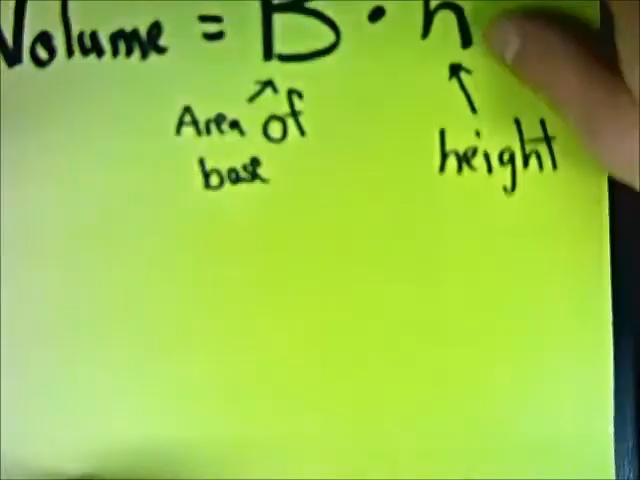 Volume = B • h
Area of base
height